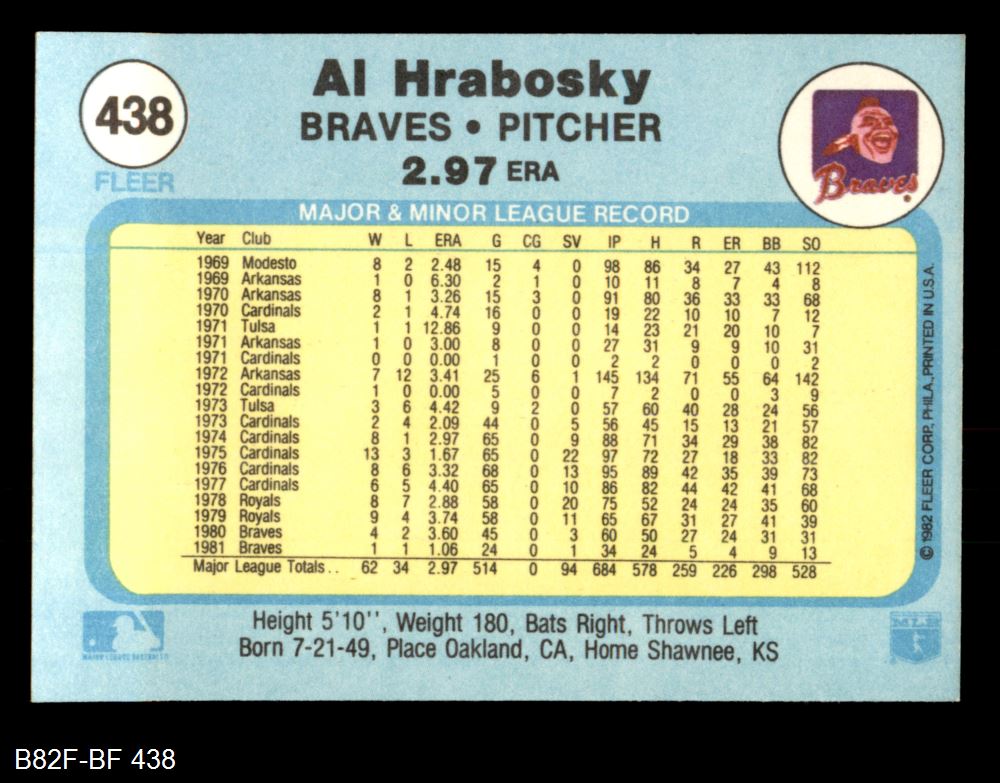 438
FLEER
Al Hrabosky
BRAVES • PITCHER
2.97 ERA
Braves
MAJOR & MINOR LEAGUE RECORD
Year Club W L ERA G CG SV IP H R ER BB SO
1969 Modesto 8 2 2.48 15 4 0 98 86 34 27 43 112
1969 Arkansas 1 0 6.30 2 1 0 10 11 8 7 4 8
1970 Arkansas 8 1 3.26 15 3 0 91 80 36 33 33 68
1970 Cardinals 2 1 4.74 16 0 0 19 22 10 10 7 12
1971 Tulsa 1 1 12.86 9 0 0 14 23 21 20 10 7
1971 Arkansas 1 0 3.00 8 0 0 27 31 9 9 10 31
1971 Cardinals 0 0 0.00 1 0 0 2 2 0 0 0 2
1972 Arkansas 7 12 3.41 25 6 1 145 134 71 55 64 142
1972 Cardinals 1 0 0.00 5 0 0 7 2 0 0 3 9
1973 Tulsa 3 6 4.42 9 2 0 57 60 40 28 24 56
1973 Cardinals 2 4 2.09 44 0 5 56 45 15 13 21 57
1974 Cardinals 8 1 2.97 65 0 9 88 71 34 29 38 82
1975 Cardinals 13 3 1.67 65 0 22 97 72 27 18 33 82
1976 Cardinals 8 6 3.32 68 0 13 95 89 42 35 39 73
1977 Cardinals 6 5 4.40 65 0 10 86 82 44 42 41 68
1978 Royals 8 7 2.88 58 0 20 75 52 24 24 35 60
1979 Royals 9 4 3.74 58 0 11 65 67 31 27 41 39
1980 Braves 4 2 3.60 45 0 3 60 50 27 24 31 31
1981 Braves 1 1 1.06 24 0 1 34 24 5 4 9 13
Major League Totals . . 62 34 2.97 514 0 94 684 578 259 226 298 528
© 1982 FLEER CORP., PHILA., PRINTED IN U.S.A.
Height 5'10'', Weight 180, Bats Right, Throws Left
Born 7-21-49, Place Oakland, CA, Home Shawnee, KS
MAJOR LEAGUE BASEBALL
MLB
B82F-BF 438